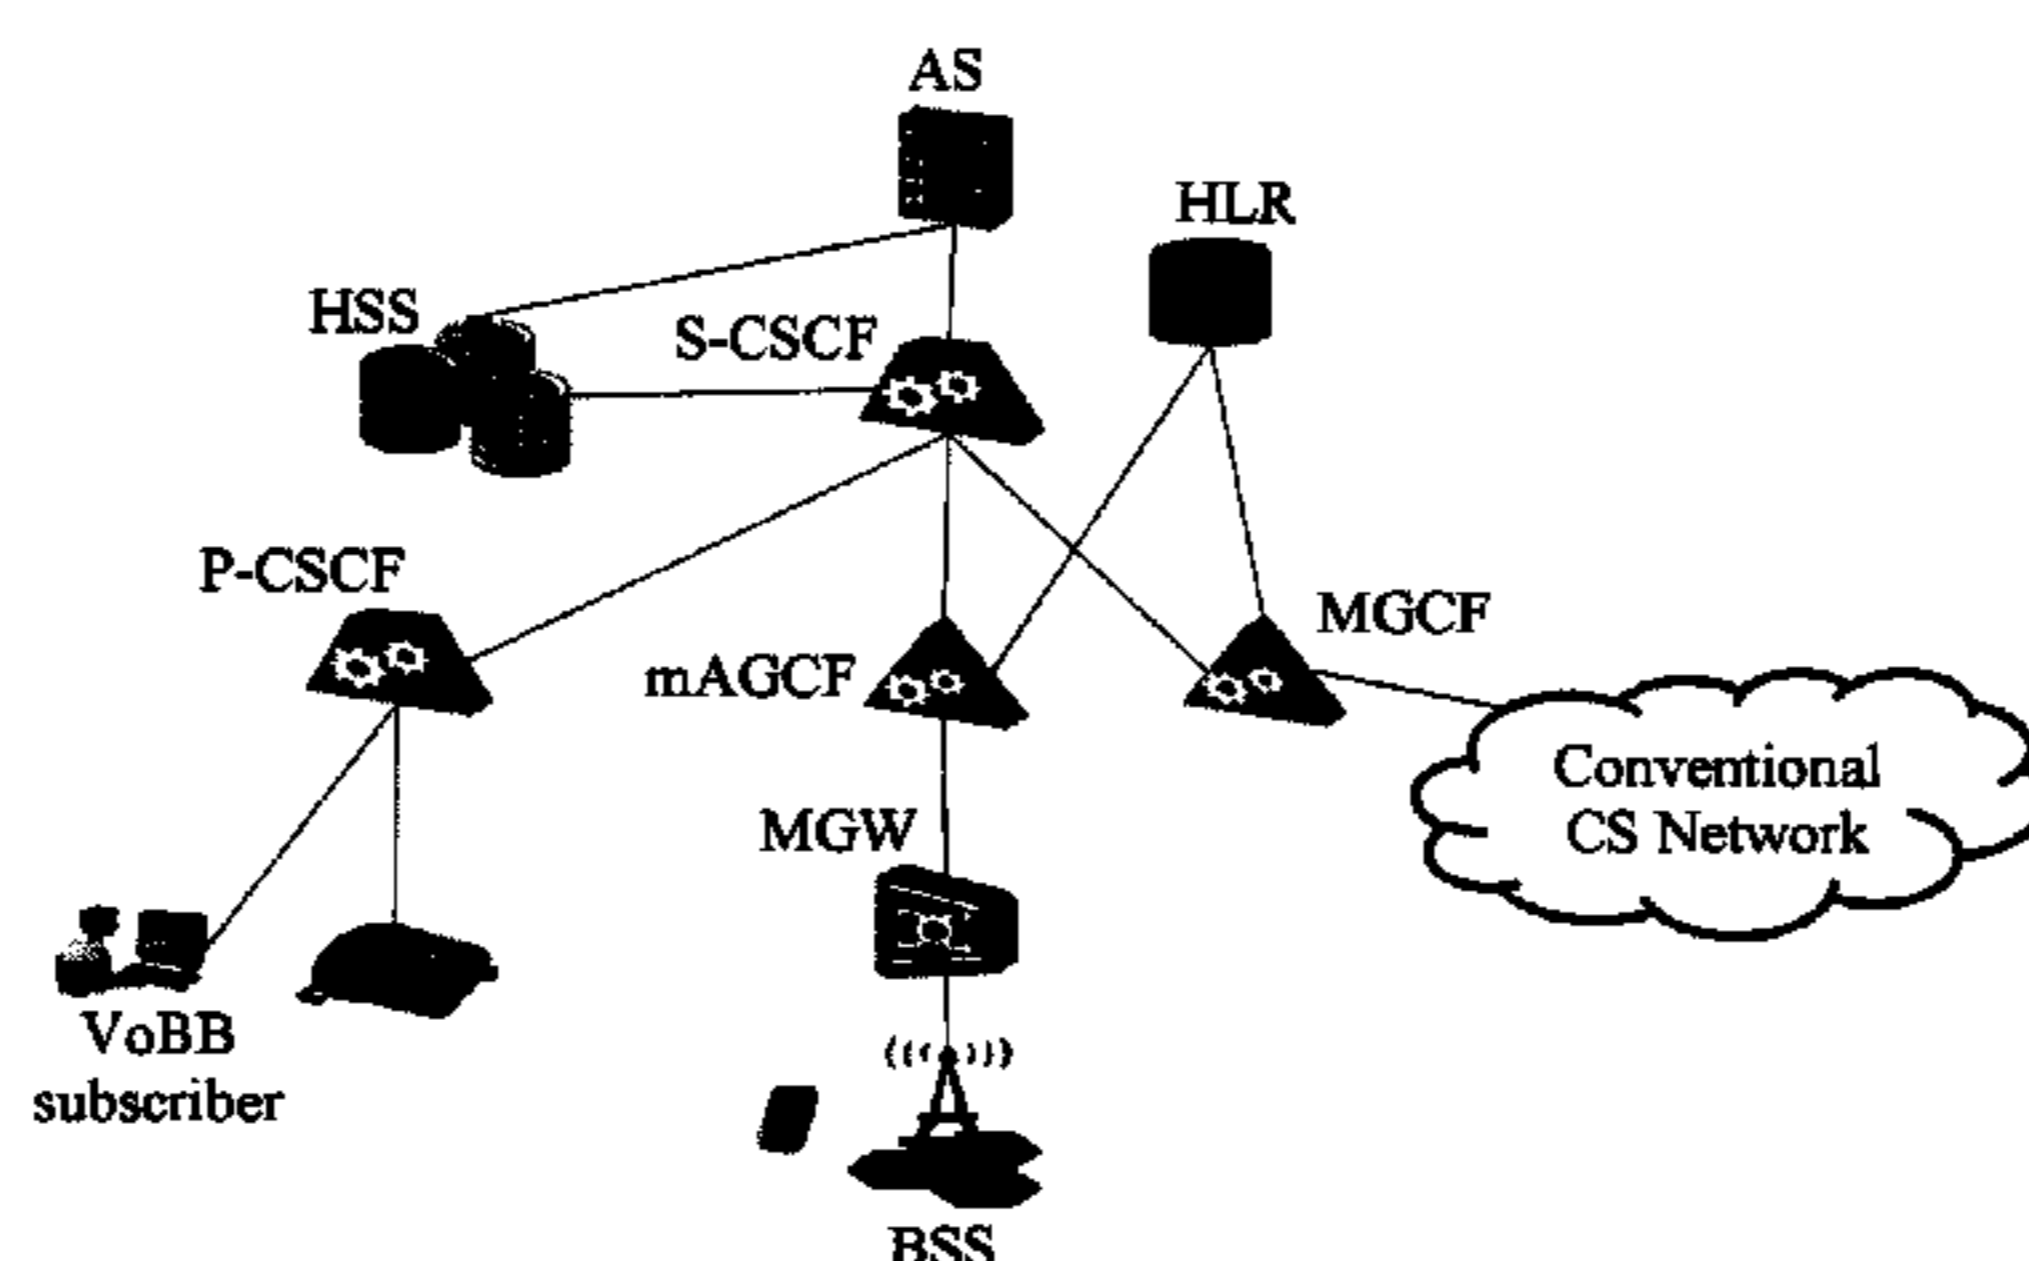 AS
HLR
HSS
S-CSCF
P-CSCF
MGCF
mAGCF
Conventional
CS Network
MGW
VoBB
subscriber
BSS